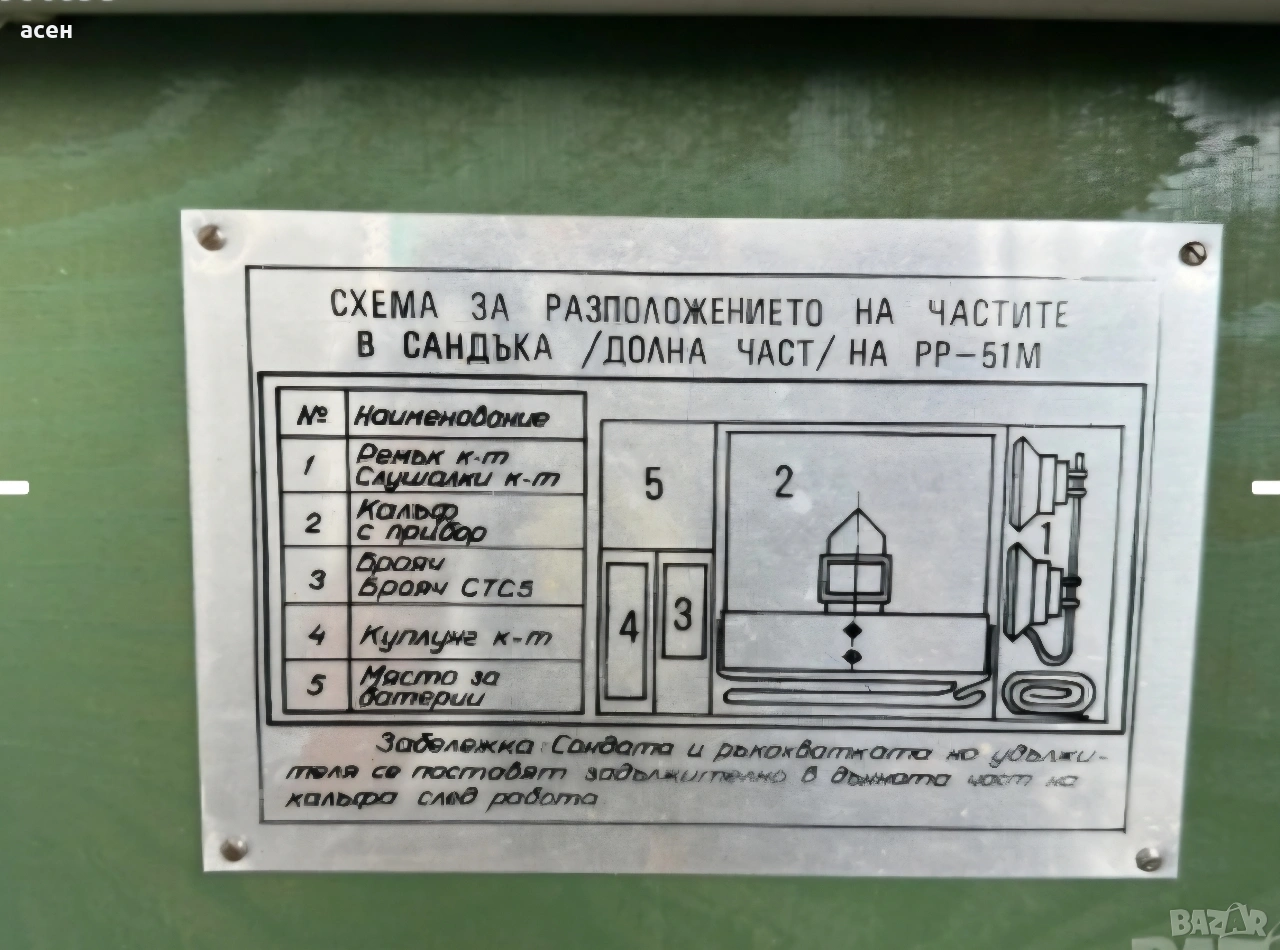 асен
СХЕМА ЗА РАЗПОЛОЖЕНИЕТО НА ЧАСТИТЕ
В САНДЪКА /ДОЛНА ЧАСТ/ НА РР-51М
№ Наименование
1 Ремък к-т
Слушалки к-т
2 Калъф
с прибор
3 Брояч
Брояч СТС5
4 Куплунг к-т
5 Място за
батерии
5 2
1
4 3
Забележка: Сондата и ръкохватката на удължи-
теля се поставят задължително в дънната част на
калъфа след работа
BAZAR